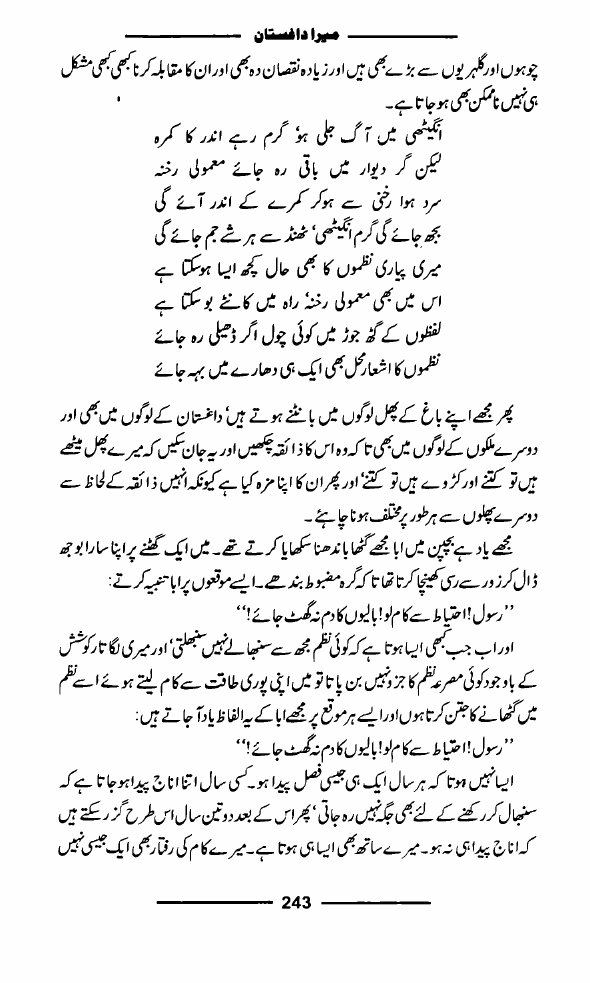 میرا داغستان
چوہوں اور گلہریوں سے بڑے بھی ہیں اور زیادہ نقصان دہ بھی اور ان کا مقابلہ کرنا کبھی کبھی مشکل
ہی نہیں ناممکن بھی ہو جاتا ہے۔
انگیٹھی میں آگ جلی ہو' گرم رہے اندر کا کمرہ
لیکن گر دیوار میں باقی رہ جائے معمولی رخنہ
سرد ہوا رخنی سے ہوکر کمرے کے اندر آئے گی
بجھ جائے گی گرم انگیٹھی' ٹھنڈ سے ہر شے جم جائے گی
میری پیاری نظموں کا بھی حال کچھ ایسا ہوسکتا ہے
اس میں بھی معمولی رخنہ' راہ میں کانٹے بو سکتا ہے
لفظوں کے گٹھ جوڑ میں کوئی چول اگر ڈھیلی رہ جائے
نظموں کا اشعار محل بھی ایک ہی دھارے میں بہہ جائے
پھر مجھے اپنے باغ کے پھل لوگوں میں بانٹنے ہوتے ہیں' داغستان کے لوگوں میں بھی اور
دوسرے ملکوں کے لوگوں میں بھی تاکہ وہ اس کا ذائقہ چکھیں اور یہ جان سکیں کہ میرے پھل میٹھے
ہیں تو کتنے اور کڑوے ہیں تو کتنے' اور پھر ان کا اپنا مزہ کیا ہے کیونکہ انہیں ذائقہ کے لحاظ سے
دوسرے پھلوں سے ہر طور پر مختلف ہونا چاہئے۔
مجھے یاد ہے بچپن میں ابا مجھے گٹھا باندھنا سکھایا کرتے تھے۔ میں ایک گھٹنے پر اپنا سارا بوجھ
ڈال کر زور سے رسی کھینچا کرتا تھا تاکہ گرہ مضبوط بندھے۔ ایسے موقعوں پر ابا تنبیہ کرتے:
’’رسول! احتیاط سے کام لو! بالیوں کا دم نہ گھٹ جائے!‘‘
اور اب جب کبھی ایسا ہوتا ہے کہ کوئی نظم مجھ سے سنبھالے نہیں سنبھلتی' اور میری لگاتار کوشش
کے باوجود کوئی مصرعہ نظم کا جزو نہیں بن پاتا تو میں اپنی پوری طاقت سے کام لیتے ہوئے اسے نظم
میں گٹھانے کا جتن کرتا ہوں اور ایسے ہر موقع پر مجھے ابا کے یہ الفاظ یاد آ جاتے ہیں:
’’رسول! احتیاط سے کام لو! بالیوں کا دم نہ گھٹ جائے!‘‘
ایسا نہیں ہوتا کہ ہر سال ایک ہی جیسی فصل پیدا ہو۔ کسی سال اتنا اناج پیدا ہو جاتا ہے کہ
سنبھال کر رکھنے کے لئے بھی جگہ نہیں رہ جاتی' پھر اس کے بعد دو تین سال اس طرح گزر سکتے ہیں
کہ اناج پیدا ہی نہ ہو۔ میرے ساتھ بھی ایسا ہی ہوتا ہے۔ میرے کام کی رفتار بھی ایک جیسی نہیں
243